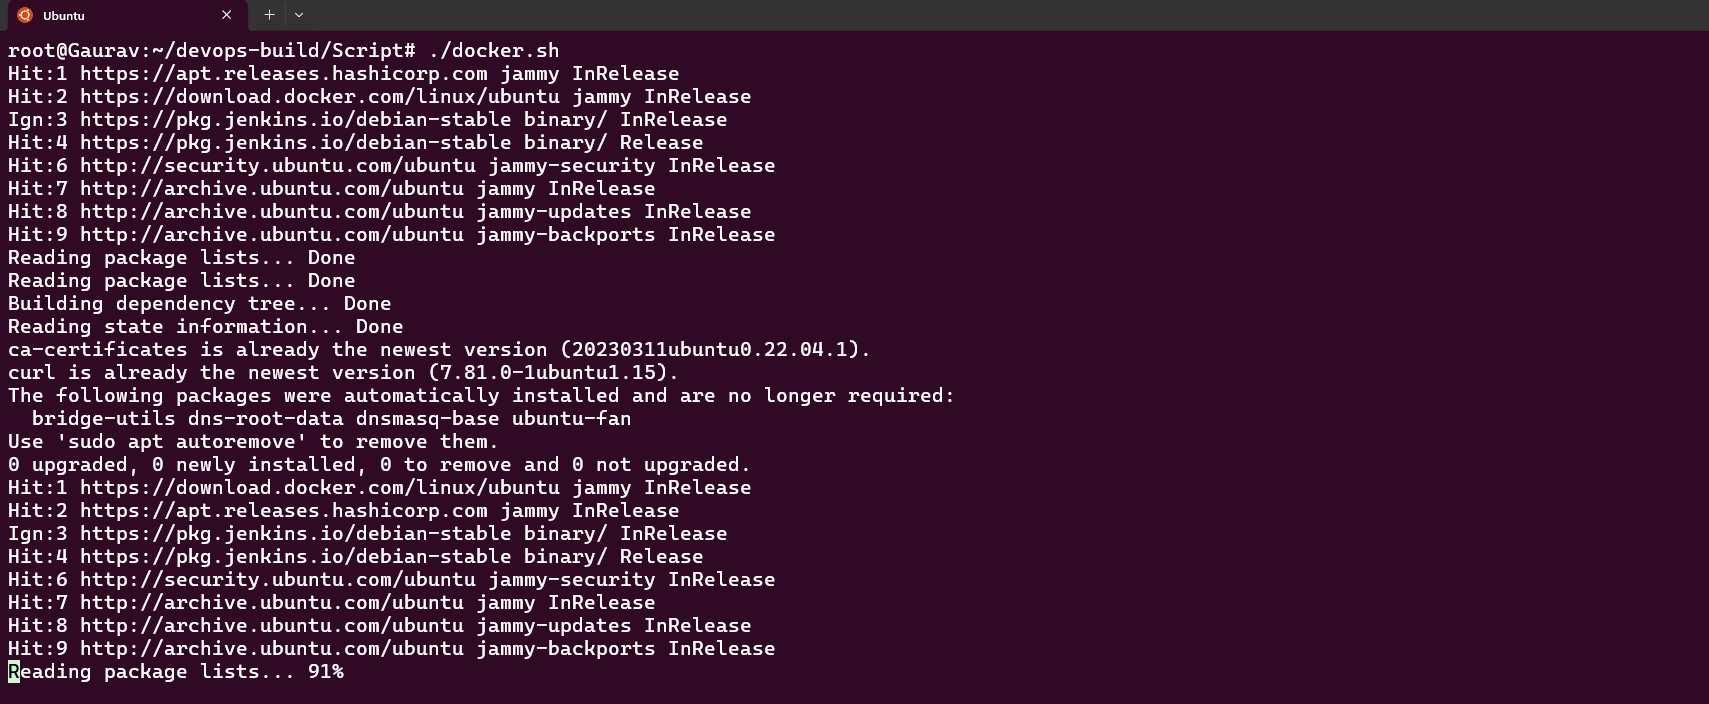 Ubuntu
root@Gaurav:~/devops-build/Script# ./docker.sh
Hit:1 https://apt.releases.hashicorp.com jammy InRelease
Hit:2 https://download.docker.com/linux/ubuntu jammy InRelease
Ign:3 https://pkg.jenkins.io/debian-stable binary/ InRelease
Hit:4 https://pkg.jenkins.io/debian-stable binary/ Release
Hit:6 http://security.ubuntu.com/ubuntu jammy-security InRelease
Hit:7 http://archive.ubuntu.com/ubuntu jammy InRelease
Hit:8 http://archive.ubuntu.com/ubuntu jammy-updates InRelease
Hit:9 http://archive.ubuntu.com/ubuntu jammy-backports InRelease
Reading package lists... Done
Reading package lists... Done
Building dependency tree... Done
Reading state information... Done
ca-certificates is already the newest version (20230311ubuntu0.22.04.1).
curl is already the newest version (7.81.0-1ubuntu1.15).
The following packages were automatically installed and are no longer required:
  bridge-utils dns-root-data dnsmasq-base ubuntu-fan
Use 'sudo apt autoremove' to remove them.
0 upgraded, 0 newly installed, 0 to remove and 0 not upgraded.
Hit:1 https://download.docker.com/linux/ubuntu jammy InRelease
Hit:2 https://apt.releases.hashicorp.com jammy InRelease
Ign:3 https://pkg.jenkins.io/debian-stable binary/ InRelease
Hit:4 https://pkg.jenkins.io/debian-stable binary/ Release
Hit:6 http://security.ubuntu.com/ubuntu jammy-security InRelease
Hit:7 http://archive.ubuntu.com/ubuntu jammy InRelease
Hit:8 http://archive.ubuntu.com/ubuntu jammy-updates InRelease
Hit:9 http://archive.ubuntu.com/ubuntu jammy-backports InRelease
Reading package lists... 91%